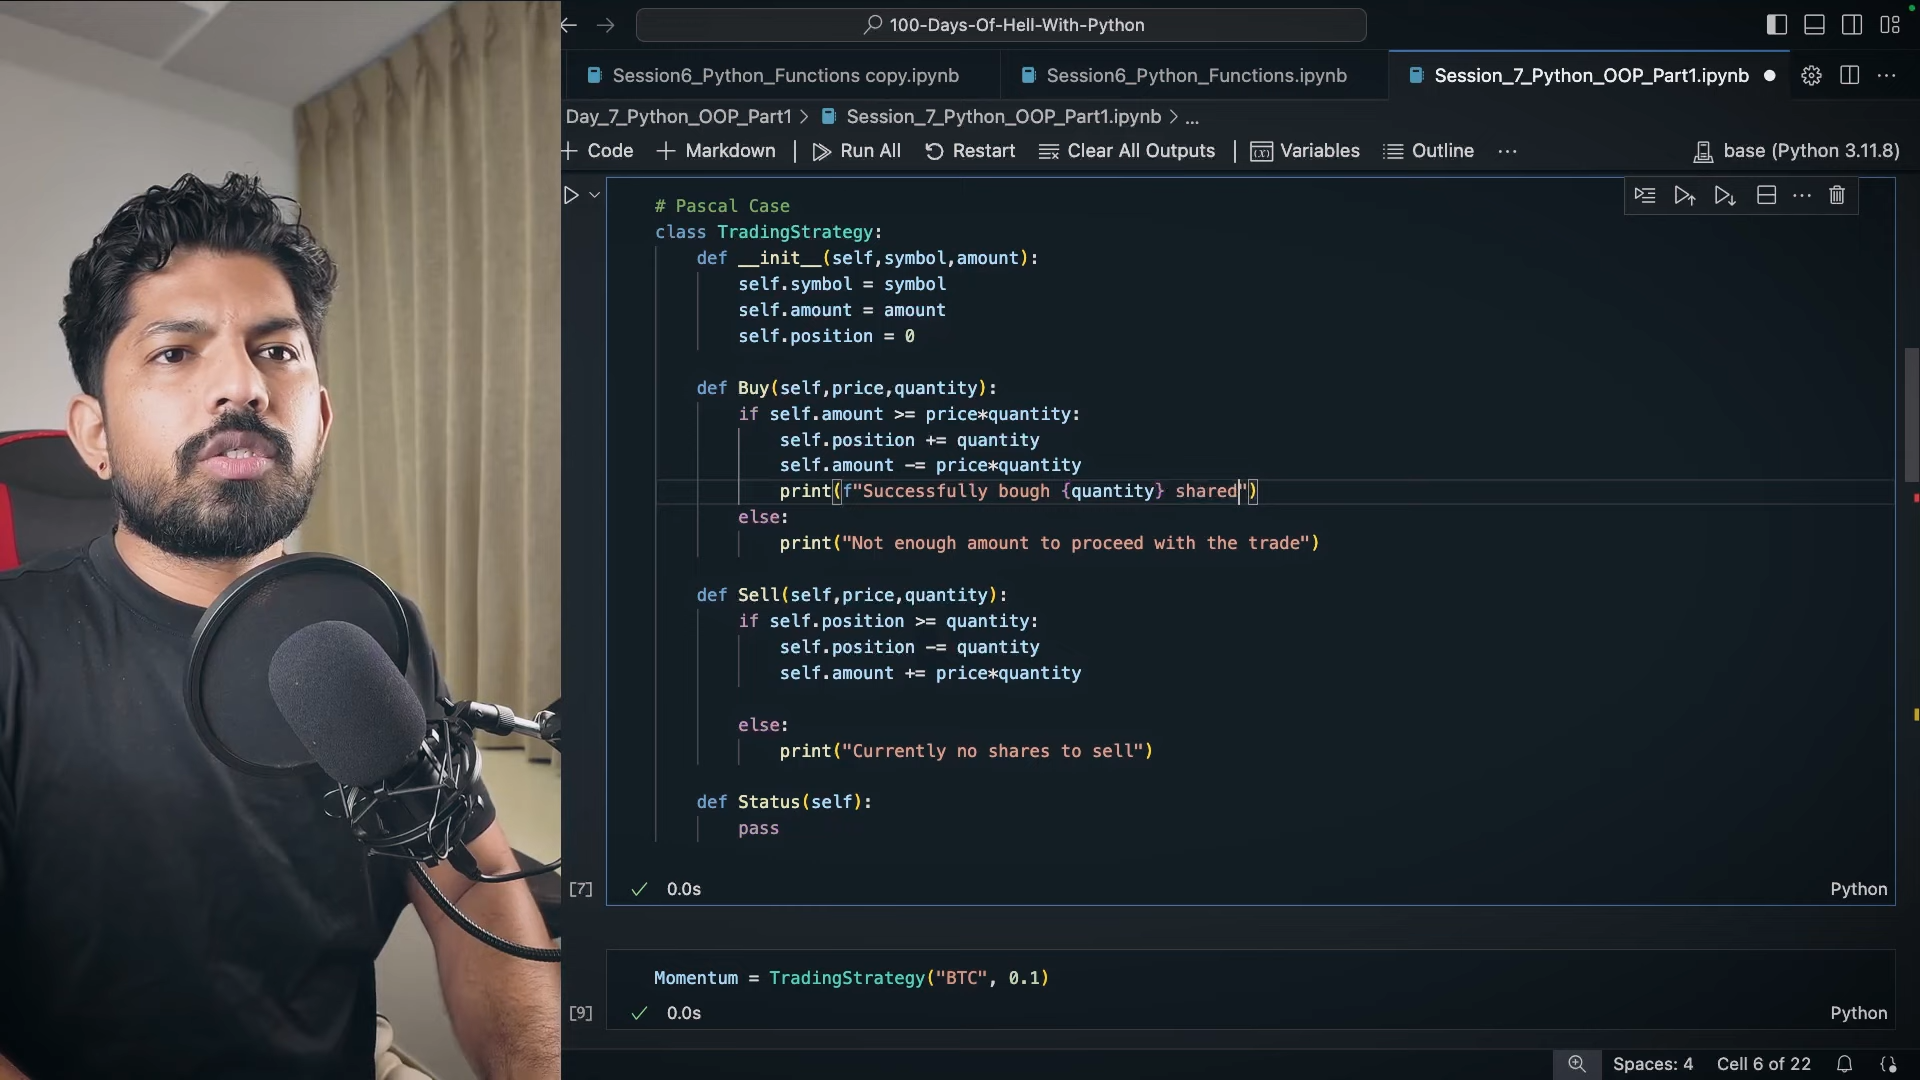 100-Days-Of-Hell-With-Python
Session6_Python_Functions copy.ipynb
Session6_Python_Functions.ipynb
Session_7_Python_OOP_Part1.ipynb
Day_7_Python_OOP_Part1 > Session_7_Python_OOP_Part1.ipynb > ...
+ Code + Markdown | Run All Restart Clear All Outputs | Variables Outline ... base (Python 3.11.8)
# Pascal Case
class TradingStrategy:
    def __init__(self,symbol,amount):
        self.symbol = symbol
        self.amount = amount
        self.position = 0
    def Buy(self,price,quantity):
        if self.amount >= price*quantity:
            self.position += quantity
            self.amount -= price*quantity
            print(f"Successfully bough {quantity} shared")
        else:
            print("Not enough amount to proceed with the trade")
    def Sell(self,price,quantity):
        if self.position >= quantity:
            self.position -= quantity
            self.amount += price*quantity
        else:
            print("Currently no shares to sell")
    def Status(self):
        pass
[7] 0.0s Python
Momentum = TradingStrategy("BTC", 0.1)
[9] 0.0s Python
Spaces: 4 Cell 6 of 22